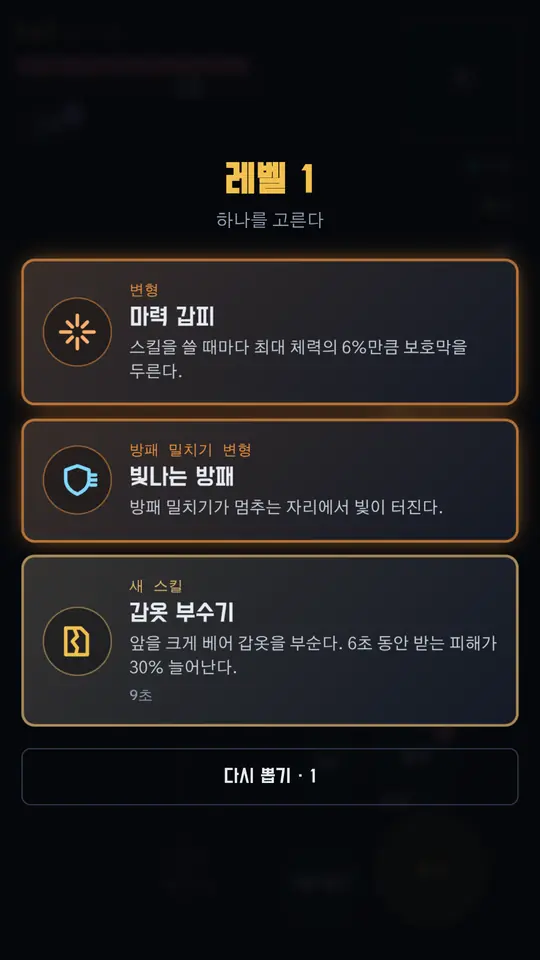 레벨 1
하나를 고른다
변형
마력 갑피
스킬을 쓸 때마다 최대 체력의 6%만큼 보호막을
두른다.
방패 밀치기 변형
빛나는 방패
방패 밀치기가 멈추는 자리에서 빛이 터진다.
새 스킬
갑옷 부수기
앞을 크게 베어 갑옷을 부순다. 6초 동안 받는 피해가
30% 늘어난다.
9초
다시 뽑기 · 1